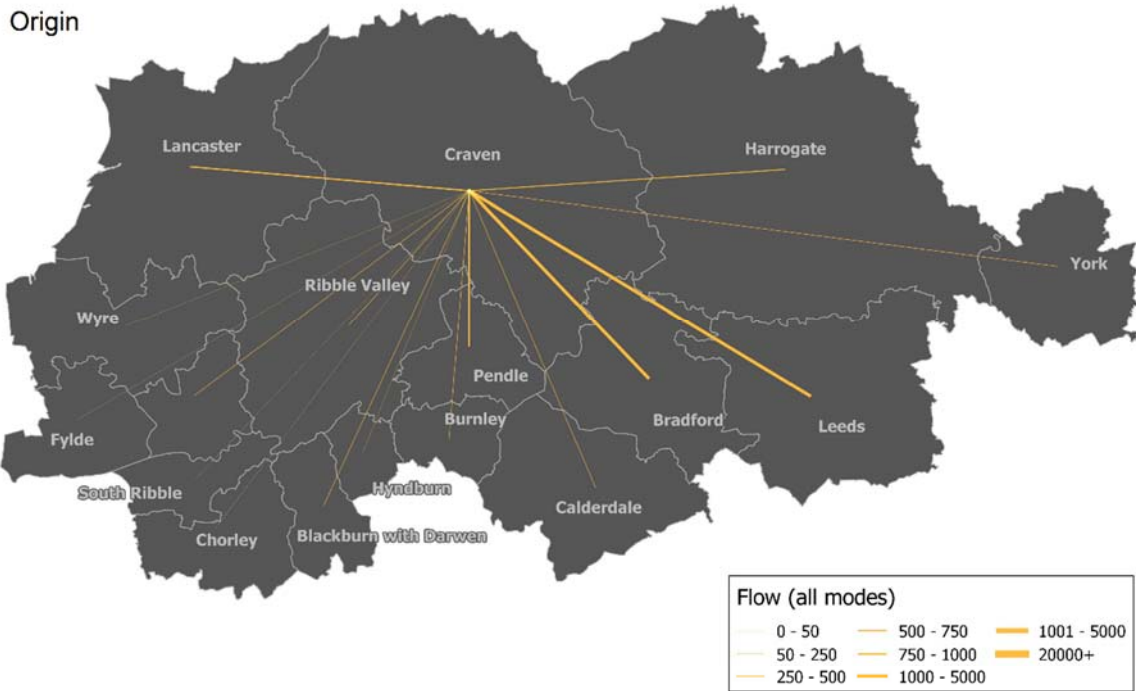 Origin
Lancaster
Craven
Harrogate
York
Ribble Valley
Wyre
Pendle
Burnley
Bradford
Leeds
Fylde
South Ribble
Hyndburn
Calderdale
Chorley
Blackburn with Darwen
Flow (all modes)
0 - 50 500 - 750 1001 - 5000
50 - 250 750 - 1000 20000+
250 - 500 1000 - 5000